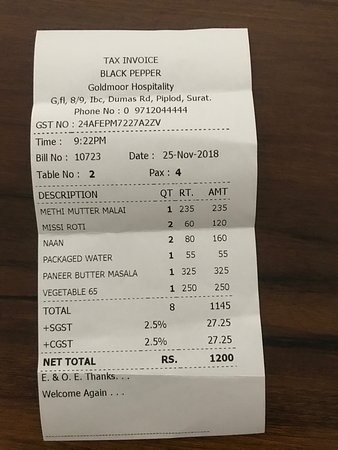 TAX INVOICE
BLACK PEPPER
Goldmoor Hospitality
G,fl, 8/9, Ibc, Dumas Rd, Piplod, Surat.
Phone No : 0 9712044444
GST NO : 24AFEPM7227A2ZV
Time : 9:22PM
Bill No : 10723 Date : 25-Nov-2018
Table No : 2 Pax : 4
DESCRIPTION QT RT. AMT
METHI MUTTER MALAI 1 235 235
MISSI ROTI 2 60 120
NAAN 2 80 160
PACKAGED WATER 1 55 55
PANEER BUTTER MASALA 1 325 325
VEGETABLE 65 1 250 250
TOTAL 8 1145
+SGST 2.5% 27.25
+CGST 2.5% 27.25
NET TOTAL RS. 1200
E. & O. E. Thanks. . .
Welcome Again . . .